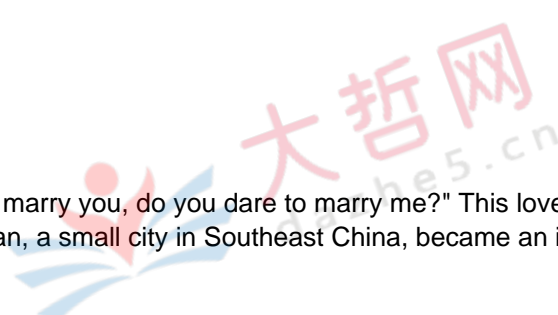 大哲网
dazhe5.cn
marry you, do you dare to marry me?" This love
an, a small city in Southeast China, became an i